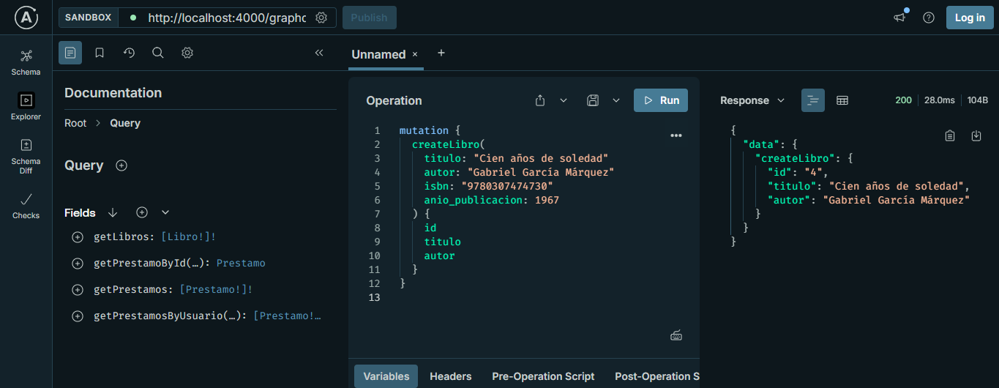 SANDBOX
http://localhost:4000/graphq
Publish
Log in
Schema
Explorer
Schema
Diff
Checks
Documentation
Root > Query
Query
Fields
getLibros: [Libro!]!
getPrestamoById(…): Prestamo
getPrestamos: [Prestamo!]!
getPrestamosByUsuario(…): [Prestamo!…
Unnamed × +
Operation
Run
1 mutation {
2 createLibro(
3 titulo: "Cien años de soledad"
4 autor: "Gabriel García Márquez"
5 isbn: "9780307474730"
6 anio_publicacion: 1967
7 ) {
8 id
9 titulo
10 autor
11 }
12 }
13
Variables Headers Pre-Operation Script Post-Operation S
Response
200 28.0ms 104B
{
"data": {
"createLibro": {
"id": "4",
"titulo": "Cien años de soledad",
"autor": "Gabriel García Márquez"
}
}
}